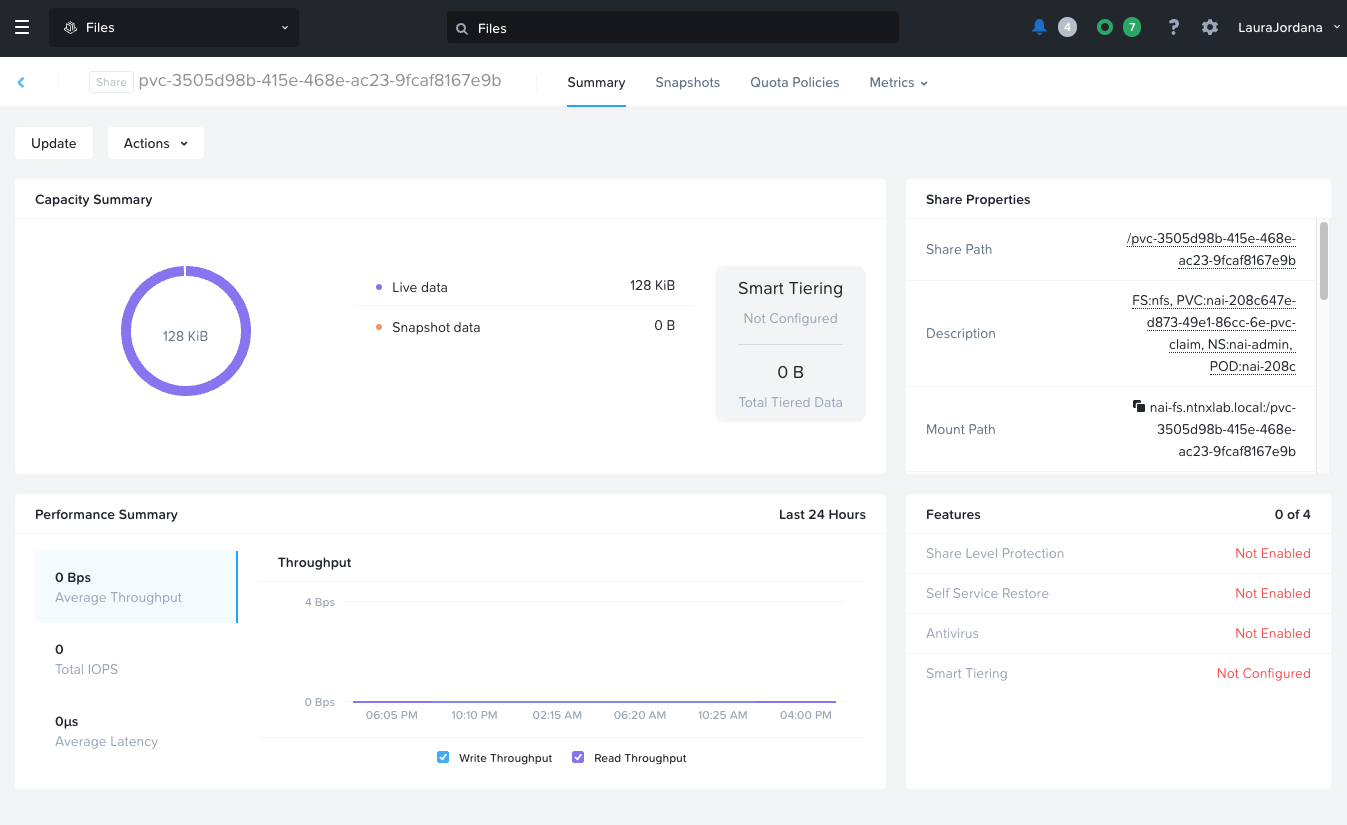 Files
Files
4
7
?
LauraJordana
Share
pvc-3505d98b-415e-468e-ac23-9fcaf8167e9b
Summary
Snapshots
Quota Policies
Metrics
Update
Actions
Capacity Summary
128 KiB
Live data
128 KiB
Snapshot data
0 B
Smart Tiering
Not Configured
0 B
Total Tiered Data
Share Properties
Share Path
/pvc-3505d98b-415e-468e-
ac23-9fcaf8167e9b
Description
FS:nfs, PVC:nai-208c647e-
d873-49e1-86cc-6e-pvc-
claim, NS:nai-admin,
POD:nai-208c
Mount Path
nai-fs.ntnxlab.local:/pvc-
3505d98b-415e-468e-
ac23-9fcaf8167e9b
Performance Summary
Last 24 Hours
0 Bps
Average Throughput
0
Total IOPS
0µs
Average Latency
Throughput
4 Bps
0 Bps
06:05 PM
10:10 PM
02:15 AM
06:20 AM
10:25 AM
04:00 PM
Write Throughput
Read Throughput
Features
0 of 4
Share Level Protection
Not Enabled
Self Service Restore
Not Enabled
Antivirus
Not Enabled
Smart Tiering
Not Configured